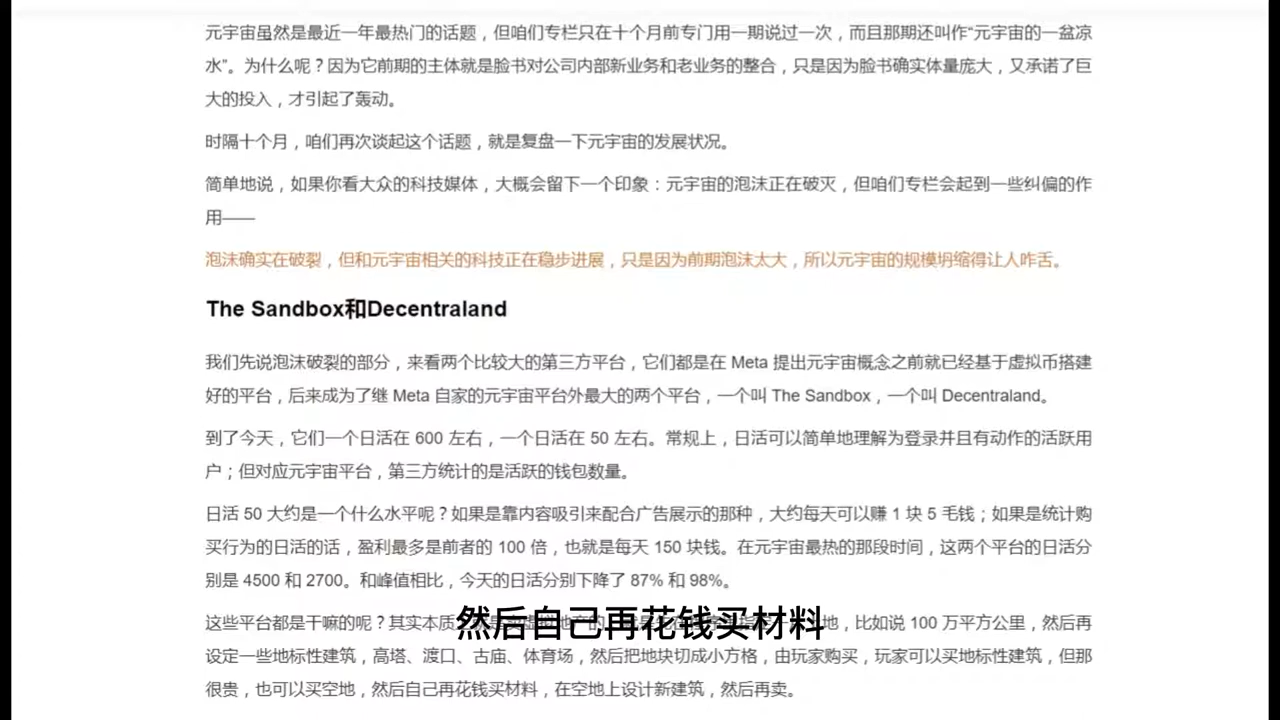 元宇宙虽然是最近一年最热门的话题，但咱们专栏只在十个月前专门用一期说过一次，而且那期还叫作“元宇宙的一盆凉
水”。为什么呢？因为它前期的主体就是脸书对公司内部新业务和老业务的整合，只是因为脸书确实体量庞大，又承诺了巨
大的投入，才引起了轰动。
时隔十个月，咱们再次谈起这个话题，就是复盘一下元宇宙的发展状况。
简单地说，如果你看大众的科技媒体，大概会留下一个印象：元宇宙的泡沫正在破灭，但咱们专栏会起到一些纠偏的作
用——
泡沫确实在破裂，但和元宇宙相关的科技正在稳步进展，只是因为前期泡沫太大，所以元宇宙的规模坍缩得让人咋舌。
The Sandbox和Decentraland
我们先说泡沫破裂的部分，来看两个比较大的第三方平台，它们都是在 Meta 提出元宇宙概念之前就已经基于虚拟币搭建
好的平台，后来成为了继 Meta 自家的元宇宙平台外最大的两个平台，一个叫 The Sandbox，一个叫 Decentraland。
到了今天，它们一个日活在 600 左右，一个日活在 50 左右。常规上，日活可以简单地理解为登录并且有动作的活跃用
户；但对应元宇宙平台，第三方统计的是活跃的钱包数量。
日活 50 大约是一个什么水平呢？如果是靠内容吸引来配合广告展示的那种，大约每天可以赚 1 块 5 毛钱；如果是统计购
买行为的日活的话，盈利最多是前者的 100 倍，也就是每天 150 块钱。在元宇宙最热的那段时间，这两个平台的日活分
别是 4500 和 2700。和峰值相比，今天的日活分别下降了 87% 和 98%。
这些平台都是干嘛的呢？其实本质 地，比如说 100 万平方公里，然后再
然后自己再花钱买材料
设定一些地标性建筑，高塔、渡口、古庙、体育场，然后把地块切成小方格，由玩家购买，玩家可以买地标性建筑，但那
很贵，也可以买空地，然后自己再花钱买材料，在空地上设计新建筑，然后再卖。